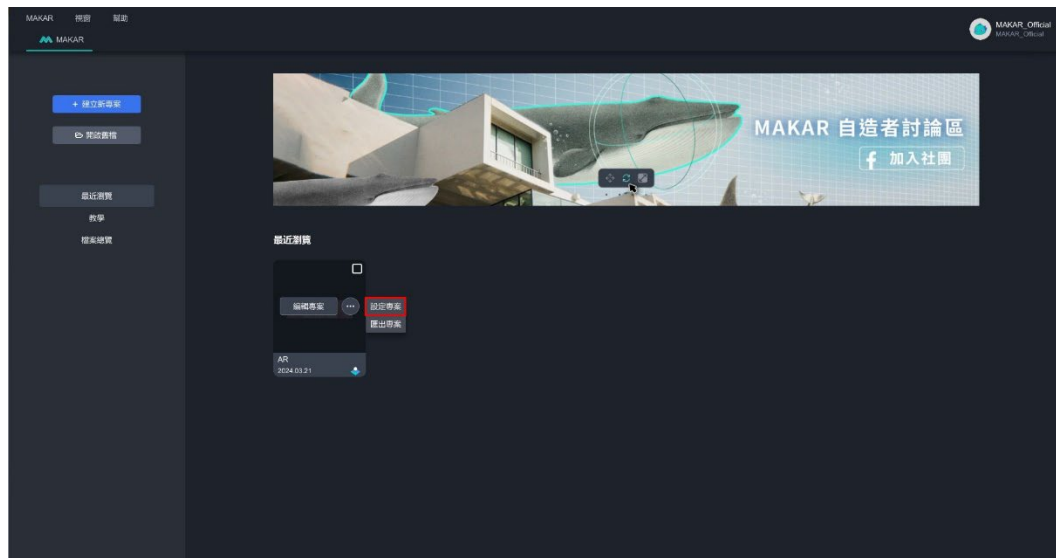 MAKAR 視窗 幫助
MAKAR
MAKAR_Official
MAKAR_Official
+ 建立新專案
開啟舊檔
最近瀏覽
教學
檔案總覽
MAKAR 自造者討論區
加入社團
最近瀏覽
編輯專案
設定專案
匯出專案
AR
2024.03.21